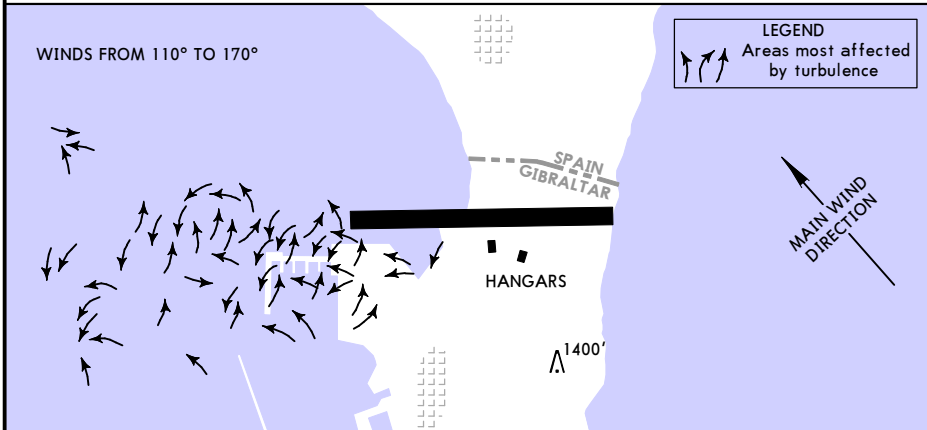 WINDS FROM 110° TO 170°
LEGEND
Areas most affected
by turbulence
SPAIN
GIBRALTAR
MAIN WIND
DIRECTION
HANGARS
1400'